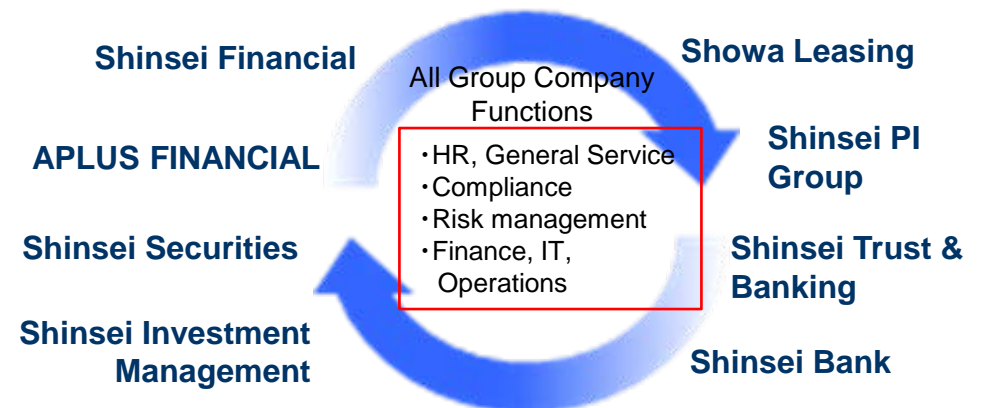 Shinsei Financial
APLUS FINANCIAL
Shinsei Securities
Shinsei Investment
Management
All Group Company
Functions
・HR, General Service
・Compliance
・Risk management
・Finance, IT,
Operations
Showa Leasing
Shinsei PI
Group
Shinsei Trust &
Banking
Shinsei Bank